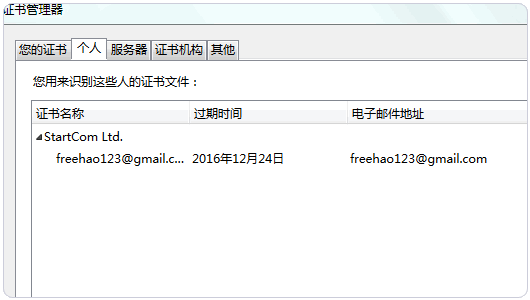 证书管理器
您的证书 个人 服务器 证书机构 其他
您用来识别这些人的证书文件：
证书名称 过期时间 电子邮件地址
StartCom Ltd.
freehao123@gmail.c... 2016年12月24日 freehao123@gmail.com